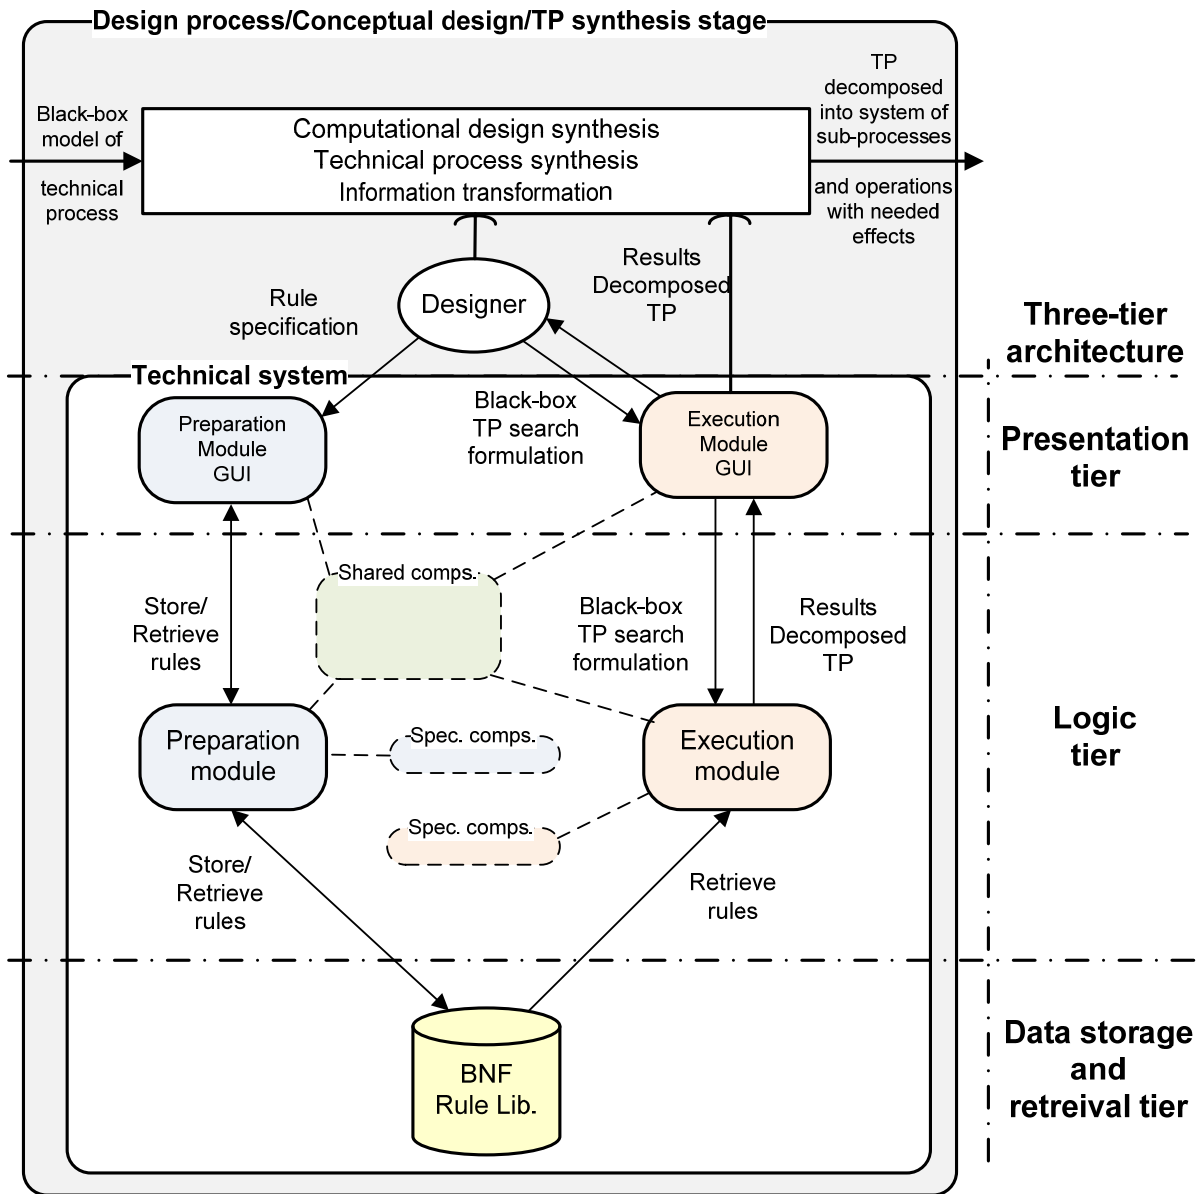 Design process/Conceptual design/TP synthesis stage
Black-box
model of
technical
process
Computational design synthesis
Technical process synthesis
Information transformation
TP
decomposed
into system of
sub-processes
and operations
with needed
effects
Designer
Rule
specification
Results
Decomposed
TP
Three-tier
architecture
Technical system
Preparation
Module
GUI
Black-box
TP search
formulation
Execution
Module
GUI
Presentation
tier
Shared comps.
Store/
Retrieve
rules
Black-box
TP search
formulation
Results
Decomposed
TP
Preparation
module
Spec. comps.
Execution
module
Logic
tier
Spec. comps.
Store/
Retrieve
rules
Retrieve
rules
BNF
Rule Lib.
Data storage
and
retreival tier